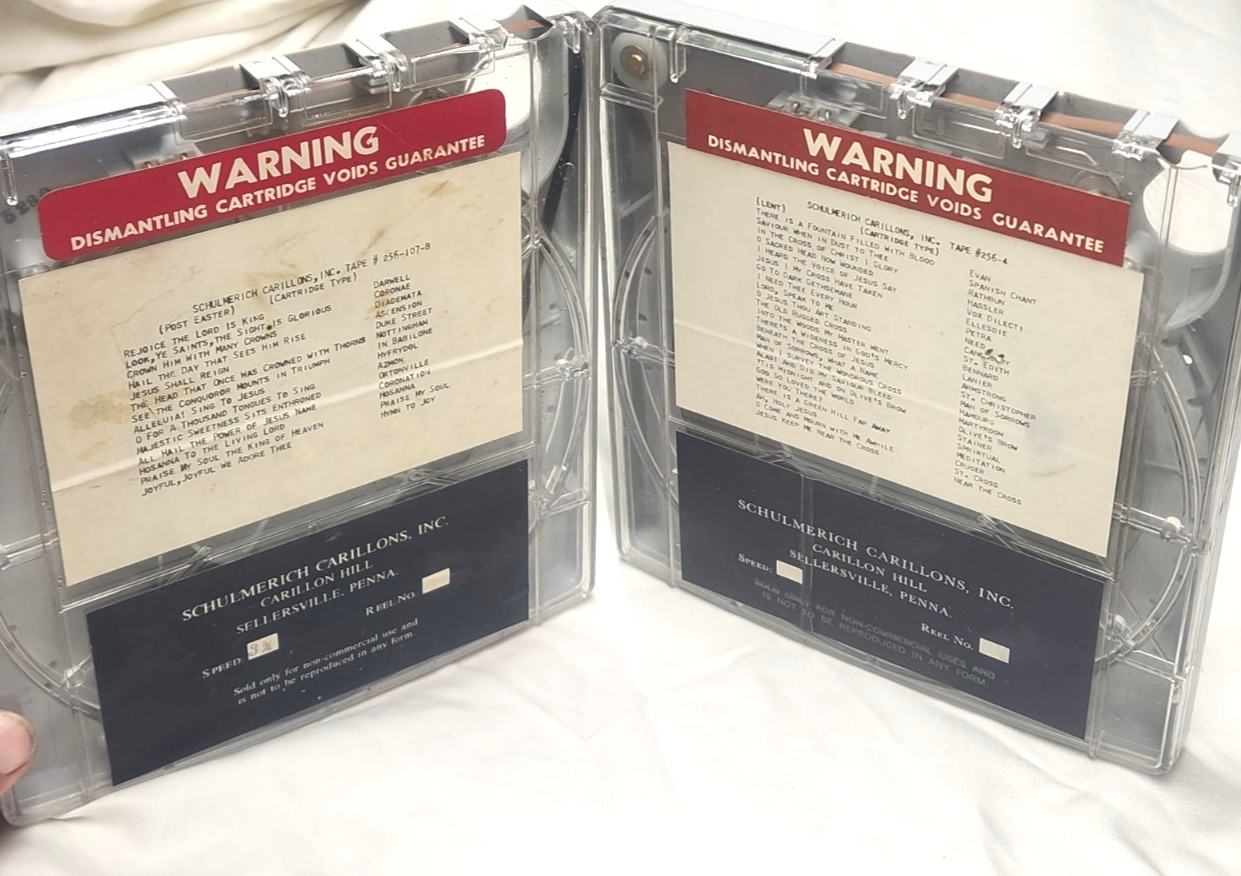 WARNING
DISMANTLING CARTRIDGE VOIDS GUARANTEE
SCHULMERICH CARILLONS, INC. TAPE # 256-107-B
(POST EASTER) (CARTRIDGE TYPE)
REJOICE THE LORD IS KING DARWELL
LOOK, YE SAINTS, THE SIGHT IS GLORIOUS CORONAE
CROWN HIM WITH MANY CROWNS DIADEMATA
HAIL THE DAY THAT SEES HIM RISE ASCENSION
JESUS SHALL REIGN DUKE STREET
THE HEAD THAT ONCE WAS CROWNED WITH THORNS NOTTINGHAM
SEE THE CONQUOROR MOUNTS IN TRIUMPH IN BABILONE
ALLELUIA! SING TO JESUS HYFRYDOL
O FOR A THOUSAND TONGUES TO SING AZMON
MAJESTIC SWEETNESS SITS ENTHRONED ORTONVILLE
ALL HAIL THE POWER OF JESUS NAME CORONATION
HOSANNA TO THE LIVING LORD HOSANNA
PRAISE MY SOUL THE KING OF HEAVEN PRAISE MY SOUL
JOYFUL, JOYFUL WE ADORE THEE HYMN TO JOY
SCHULMERICH CARILLONS, INC.
CARILLON HILL
SELLERSVILLE, PENNA.
REEL NO.
SPEED 3¾
Sold only for non-commercial use and
is not to be reproduced in any form.
WARNING
DISMANTLING CARTRIDGE VOIDS GUARANTEE
(LENT) SCHULMERICH CARILLONS, INC. TAPE #256-4
(CARTRIDGE TYPE)
THERE IS A FOUNTAIN FILLED WITH BLOOD EVAN
SAVIOUR WHEN IN DUST TO THEE SPANISH CHANT
IN THE CROSS OF CHRIST I GLORY RATHBUN
O SACRED HEAD NOW WOUNDED HASSLER
I HEARD THE VOICE OF JESUS SAY VOX DILECTI
JESUS I MY CROSS HAVE TAKEN ELLESDIE
GO TO DARK GETHSEMANE PETRA
I NEED THEE EVERY HOUR NEED
LORD, SPEAK TO ME
O JESUS THOU ART STANDING ST. EDITH
THE OLD RUGGED CROSS BENNARD
INTO THE WOODS MY MASTER WENT LANIER
THERE'S A WIDENESS IN GOD'S MERCY
BENEATH THE CROSS OF JESUS ST. CHRISTOPHER
MAN OF SORROWS, WHAT A NAME MAN OF SORROWS
WHEN I SURVEY THE WONDROUS CROSS HAMBURG
ALAS! AND DID MY SAVIOUR BLEED MARTYRDOM
'TIS MIDNIGHT AND ON OLIVE'S BROW OLIVE'S BROW
GOD SO LOVED THE WORLD STAINER
WERE YOU THERE? SPIRITUAL
THERE IS A GREEN HILL FAR AWAY MEDITATION
AH, HOLY JESUS CRUGER
O COME AND MOURN WITH ME AWHILE ST. CROSS
JESUS KEEP ME NEAR THE CROSS NEAR THE CROSS
SCHULMERICH CARILLONS, INC.
CARILLON HILL
SELLERSVILLE, PENNA.
SPEED:
REEL NO.
SOLD ONLY FOR NON-COMMERCIAL USES AND
IS NOT TO BE REPRODUCED IN ANY FORM.